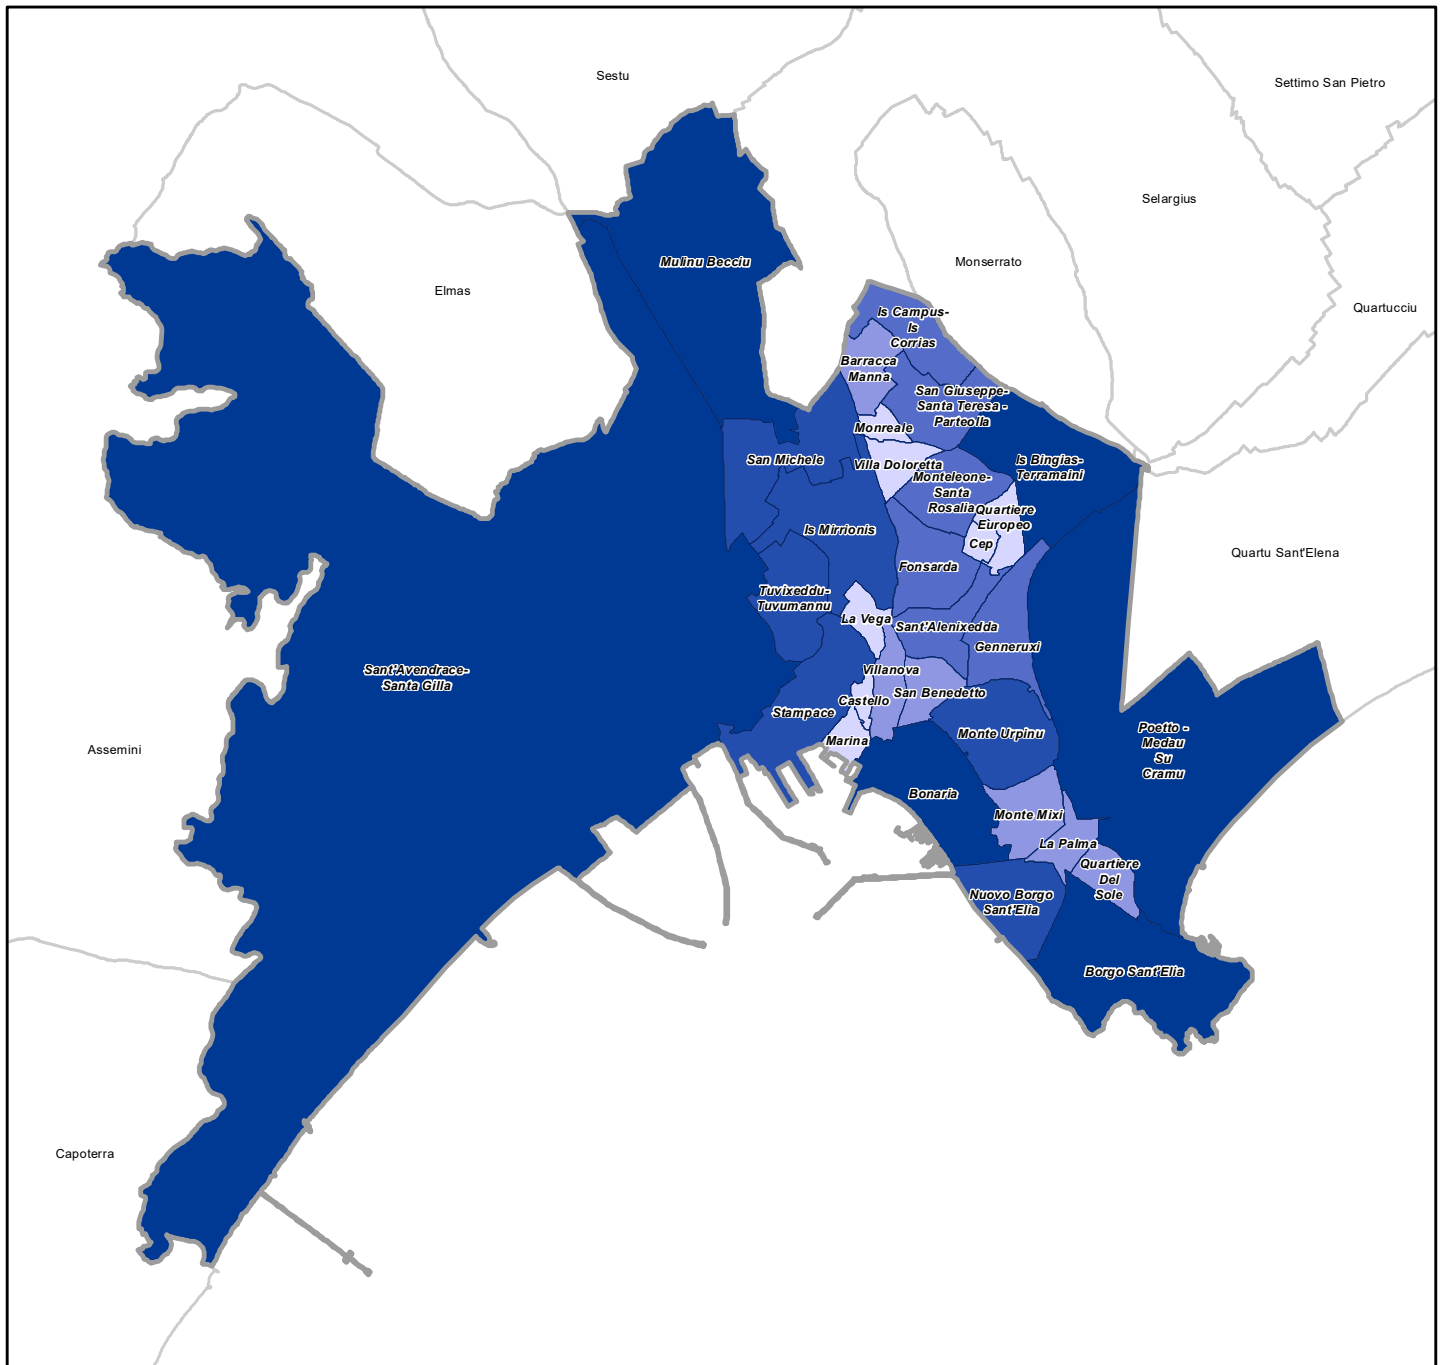 Sestu
Settimo San Pietro
Selargius
Mulinu Becciu
Monserrato
Elmas
Quartucciu
Is Campus-
Is
Corrias
Barracca
Manna
San Giuseppe-
Santa Teresa -
Parteolla
Monreale
San Michele
Villa Doloretta
Is Bingias-
Terramaini
Monteleone-
Santa
Rosalia
Quartiere
Europeo
Is Mirrionis
Cep
Quartu Sant'Elena
Fonsarda
Tuvixeddu-
Tuvumannu
La Vega
Sant'Alenixedda
Genneruxi
Sant'Avendrace-
Santa Gilla
Villanova
San Benedetto
Castello
Stampace
Marina
Monte Urpinu
Poetto -
Medau
Su
Cramu
Assemini
Bonaria
Monte Mixi
La Palma
Quartiere
Del
Sole
Nuovo Borgo
Sant'Elia
Borgo Sant'Elia
Capoterra